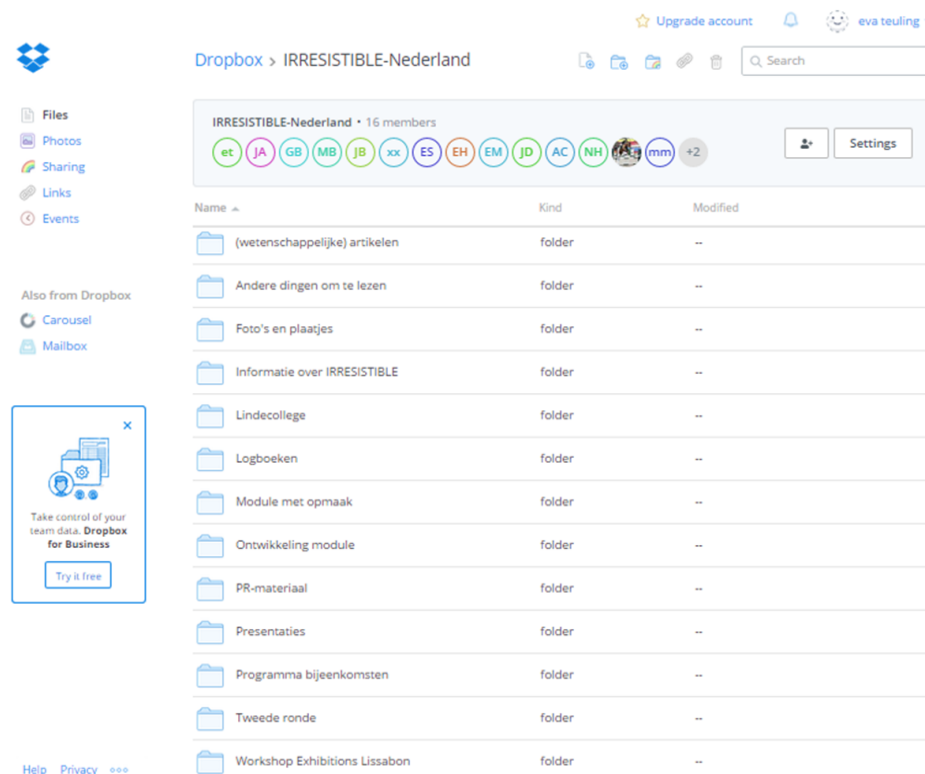 Upgrade account
eva teuling
Dropbox > IRRESISTIBLE-Nederland
Search
Files
Photos
Sharing
Links
Events
Also from Dropbox
Carousel
Mailbox
Take control of your
team data. Dropbox
for Business
Try it free
Help Privacy
IRRESISTIBLE-Nederland • 16 members
et JA GB MB JB xx ES EH EM JD AC NH mm +2
Settings
Name Kind Modified
(wetenschappelijke) artikelen folder --
Andere dingen om te lezen folder --
Foto's en plaatjes folder --
Informatie over IRRESISTIBLE folder --
Lindecollege folder --
Logboeken folder --
Module met opmaak folder --
Ontwikkeling module folder --
PR-materiaal folder --
Presentaties folder --
Programma bijeenkomsten folder --
Tweede ronde folder --
Workshop Exhibitions Lissabon folder --